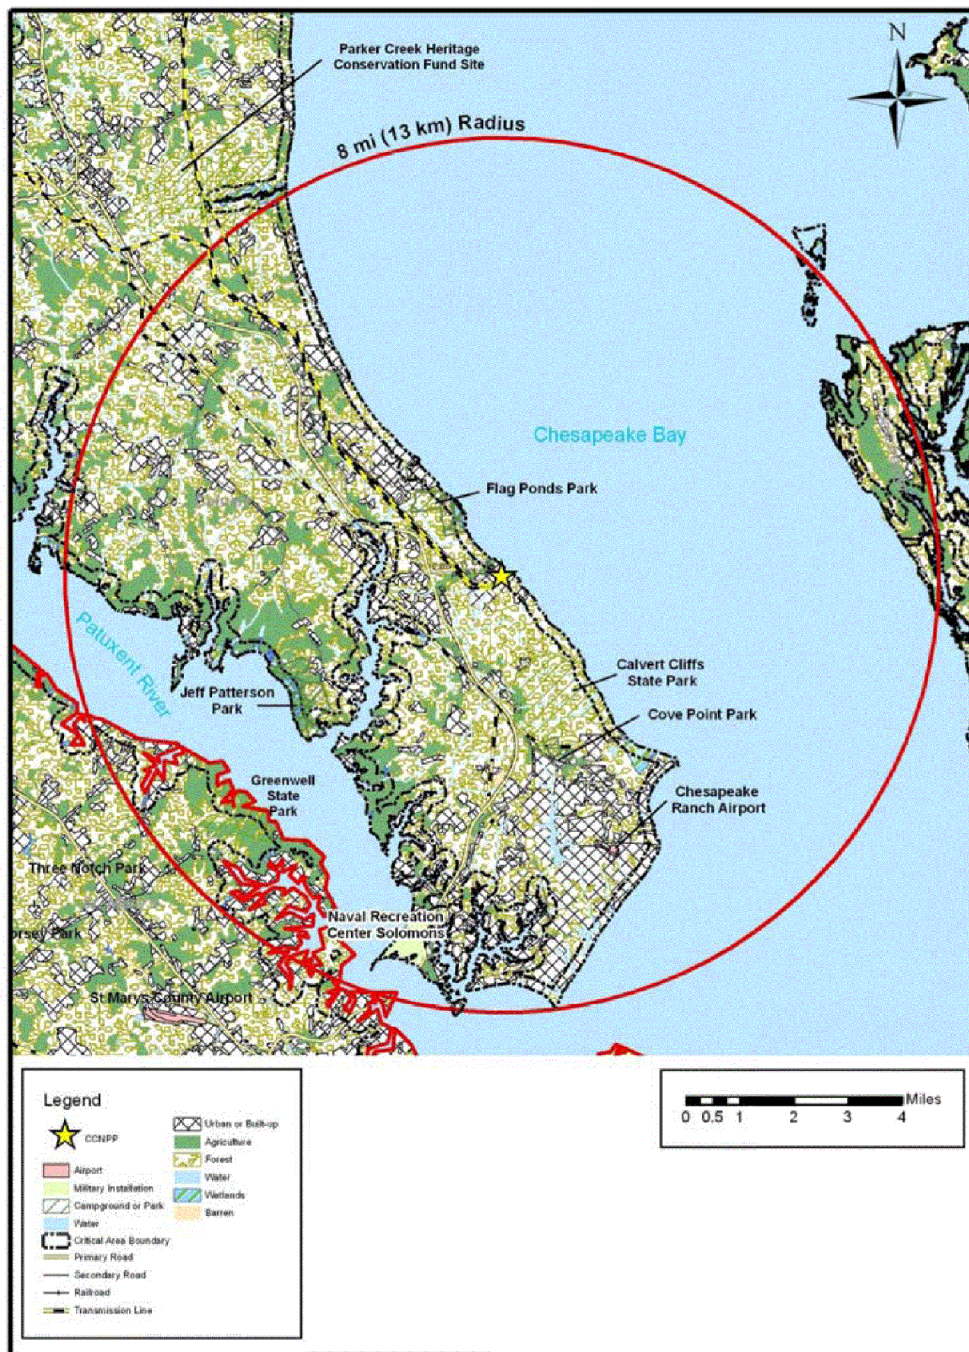 N
Parker Creek Heritage
Conservation Fund Site
8 mi (13 km) Radius
Chesapeake Bay
Flag Ponds Park
Patuxent River
Calvert Cliffs
State Park
Jeff Patterson
Park
Cove Point Park
Greenwell
State
Park
Chesapeake
Ranch Airport
Three Notch Park
Naval Recreation
Center Solomons
orsey Park
St Marys County Airport
Legend
CCNPP
Airport
Military Installation
Campground or Park
Water
Critical Area Boundary
Primary Road
Secondary Road
Railroad
Transmission Line
Urban or Built-up
Agriculture
Forest
Water
Wetlands
Barren
Miles
0 0.5 1 2 3 4